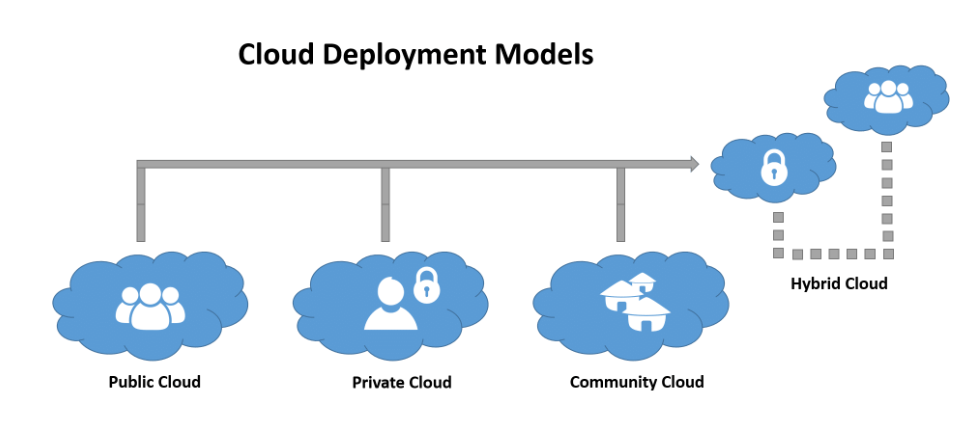 Cloud Deployment Models
Hybrid Cloud
Public Cloud
Private Cloud
Community Cloud